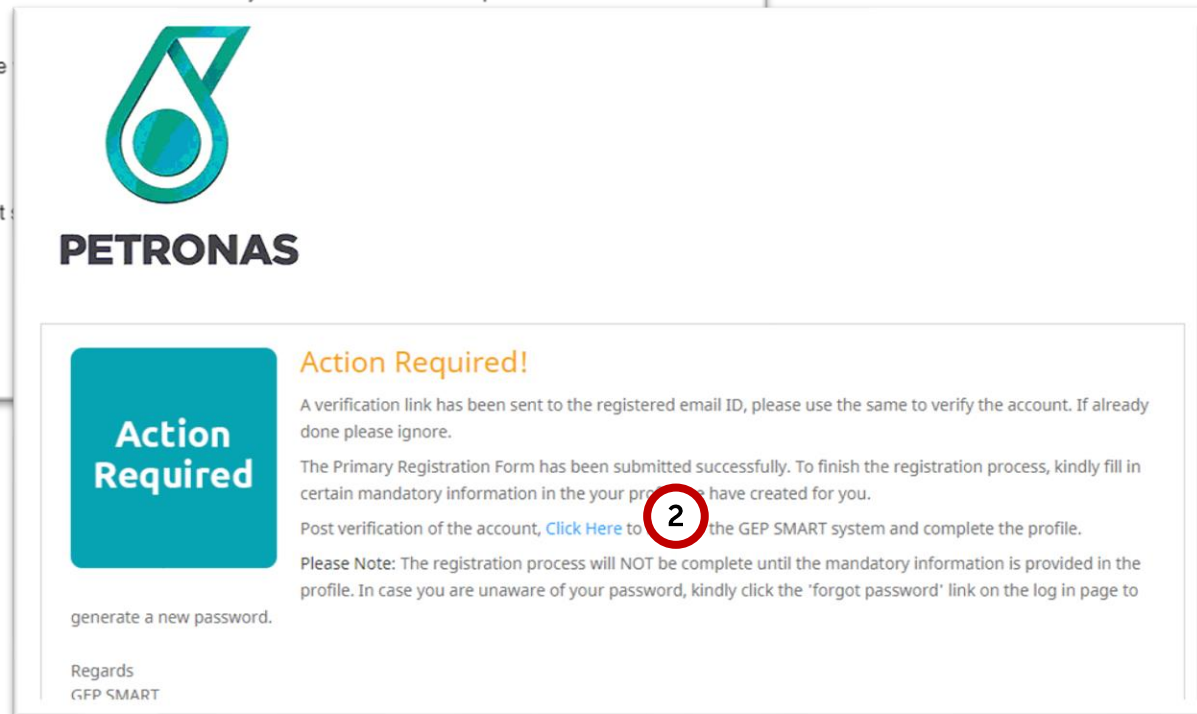 PETRONAS
Action
Required
Action Required!
A verification link has been sent to the registered email ID, please use the same to verify the account. If already
done please ignore.
The Primary Registration Form has been submitted successfully. To finish the registration process, kindly fill in
certain mandatory information in the your have created for you.
2
Post verification of the account, Click Here to the GEP SMART system and complete the profile.
Please Note: The registration process will NOT be complete until the mandatory information is provided in the
profile. In case you are unaware of your password, kindly click the 'forgot password' link on the log in page to
generate a new password.
Regards
GEP SMART